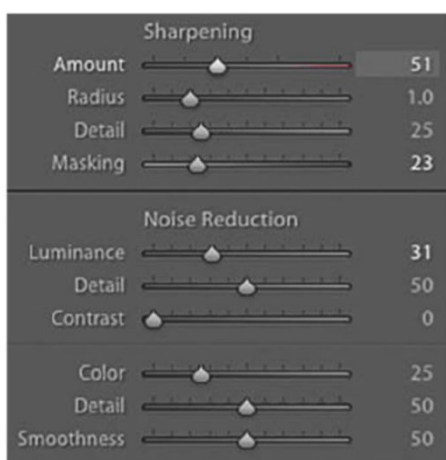 Sharpening
Amount 51
Radius 1.0
Detail 25
Masking 23
Noise Reduction
Luminance 31
Detail 50
Contrast 0
Color 25
Detail 50
Smoothness 50